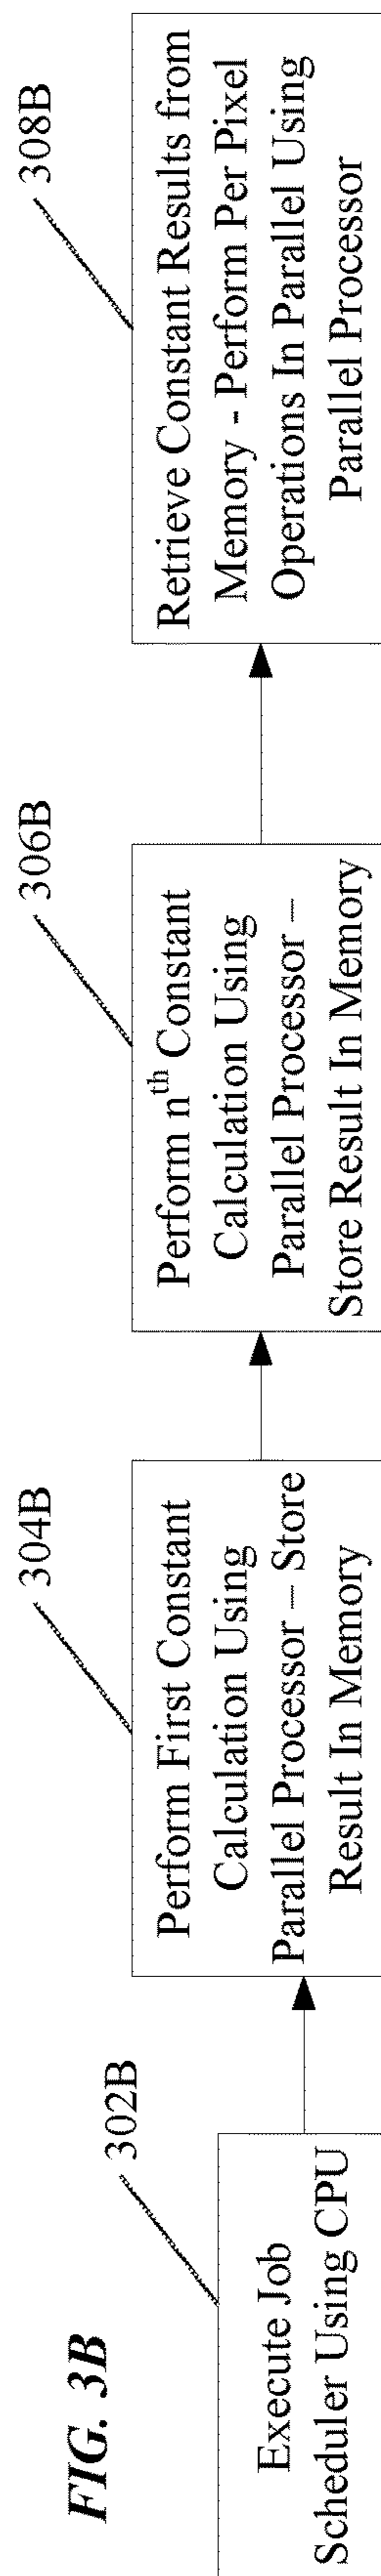 FIG. 3B
302B
Execute Job
Scheduler Using CPU
304B
Perform First Constant
Calculation Using
Parallel Processor – Store
Result In Memory
306B
Perform nth Constant
Calculation Using
Parallel Processor –
Store Result In Memory
308B
Retrieve Constant Results from
Memory - Perform Per Pixel
Operations In Parallel Using
Parallel Processor